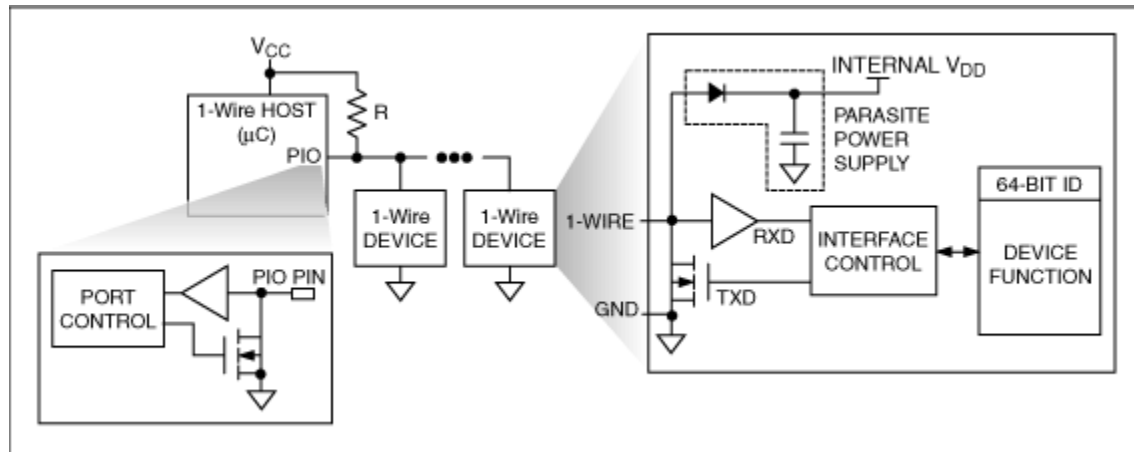 VCC
1-Wire HOST
(µC)
PIO
R
1-Wire
DEVICE
1-Wire
DEVICE
PORT
CONTROL
PIO PIN
INTERNAL VDD
PARASITE
POWER
SUPPLY
1-WIRE
RXD
TXD
GND
INTERFACE
CONTROL
64-BIT ID
DEVICE
FUNCTION